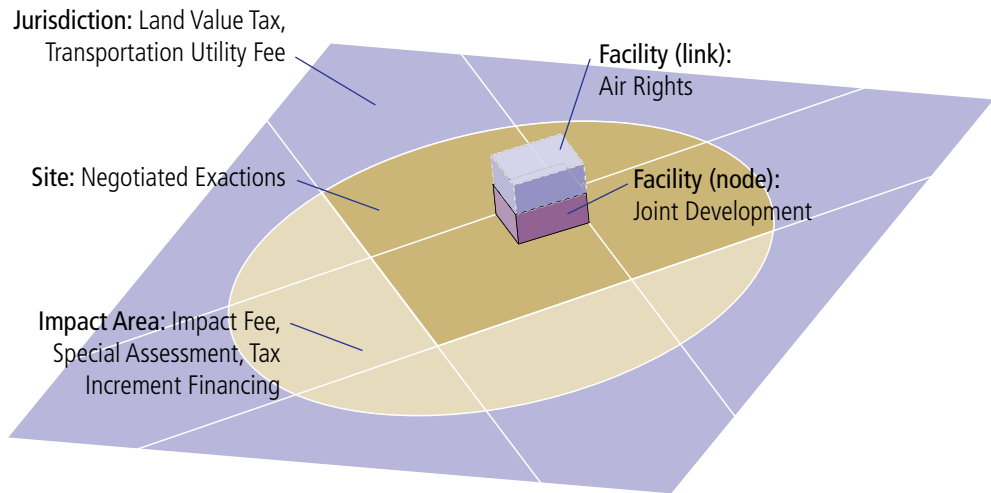 Jurisdiction: Land Value Tax,
Transportation Utility Fee
Facility (link):
Air Rights
Site: Negotiated Exactions
Facility (node):
Joint Development
Impact Area: Impact Fee,
Special Assessment, Tax
Increment Financing